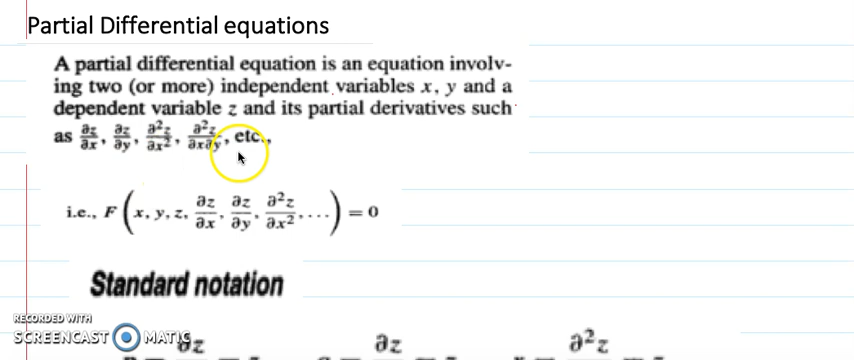 Partial Differential equations
A partial differential equation is an equation involv-
ing two (or more) independent variables x, y and a
dependent variable z and its partial derivatives such
as ∂z/∂x, ∂z/∂y, ∂²z/∂x², ∂²z/∂x∂y, etc.,
i.e., F(x, y, z, ∂z/∂x, ∂z/∂y, ∂²z/∂x², ....) = 0
Standard notation
RECORDED WITH
SCREENCAST O MATIC
∂z ∂z ∂²z